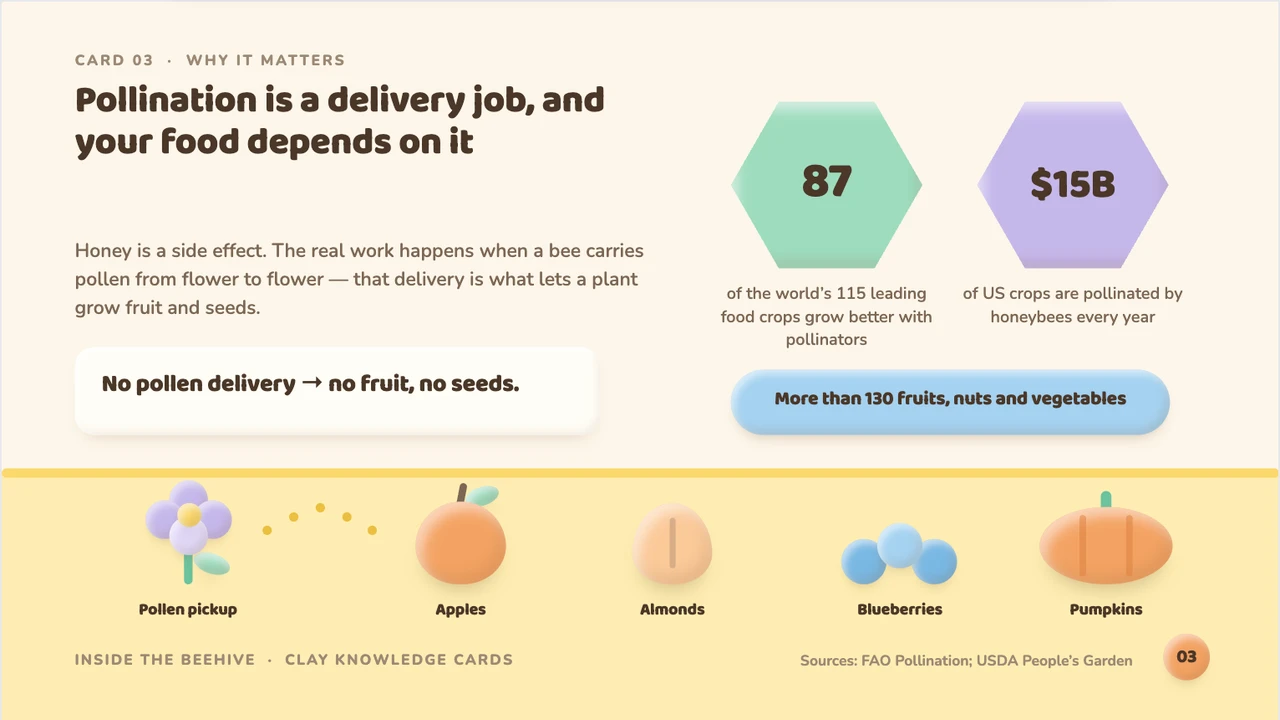 CARD 03 · WHY IT MATTERS
Pollination is a delivery job, and
your food depends on it
Honey is a side effect. The real work happens when a bee carries
pollen from flower to flower — that delivery is what lets a plant
grow fruit and seeds.
No pollen delivery → no fruit, no seeds.
87
of the world's 115 leading
food crops grow better with
pollinators
$15B
of US crops are pollinated by
honeybees every year
More than 130 fruits, nuts and vegetables
Pollen pickup
Apples
Almonds
Blueberries
Pumpkins
INSIDE THE BEEHIVE · CLAY KNOWLEDGE CARDS
Sources: FAO Pollination; USDA People's Garden
03